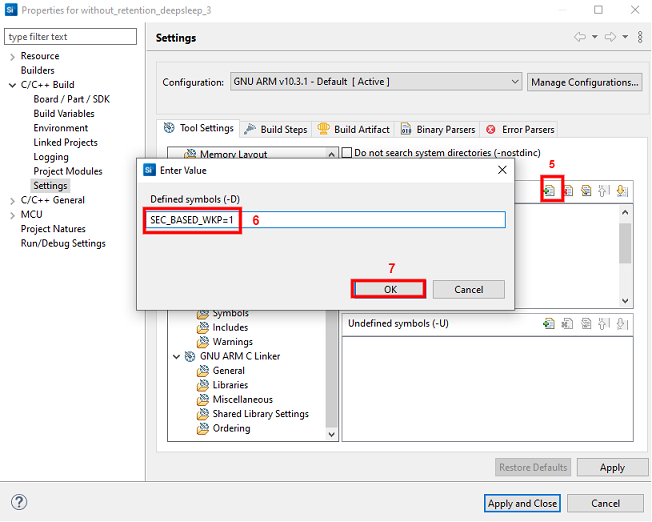 Si Properties for without_retention_deepsleep_3
type filter text
Resource
Builders
C/C++ Build
Board / Part / SDK
Build Variables
Environment
Linked Projects
Logging
Project Modules
Settings
C/C++ General
MCU
Project Natures
Run/Debug Settings
Settings
Configuration:
GNU ARM v10.3.1 - Default [ Active ]
Manage Configurations...
Tool Settings
Build Steps
Build Artifact
Binary Parsers
Error Parsers
Memory Layout
Do not search system directories (-nostdinc)
5
Si Enter Value
Defined symbols (-D)
SEC_BASED_WKP=1
6
7
OK
Cancel
Symbols
Includes
Warnings
GNU ARM C Linker
General
Libraries
Miscellaneous
Shared Library Settings
Ordering
Undefined symbols (-U)
Restore Defaults
Apply
?
Apply and Close
Cancel